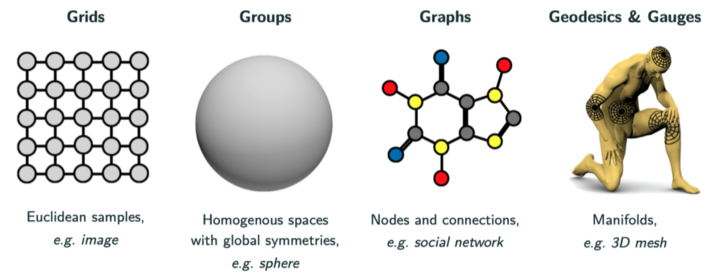 Grids
Groups
Graphs
Geodesics & Gauges
Euclidean samples,
e.g. image
Homogenous spaces
with global symmetries,
e.g. sphere
Nodes and connections,
e.g. social network
Manifolds,
e.g. 3D mesh